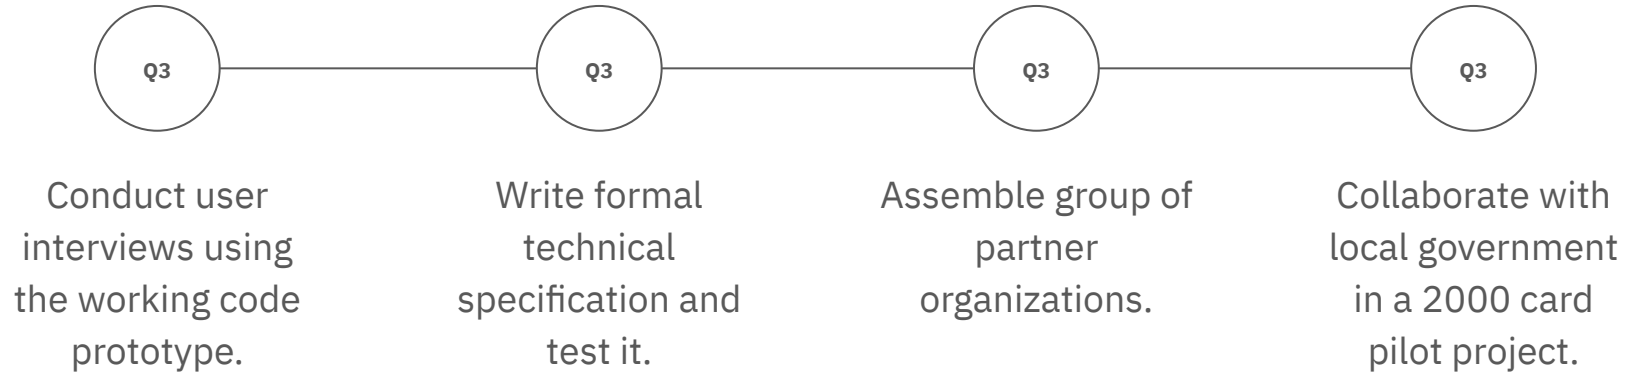 Q3
Q3
Q3
Q3
Conduct user
interviews using
the working code
prototype.
Write formal
technical
specification and
test it.
Assemble group of
partner
organizations.
Collaborate with
local government
in a 2000 card
pilot project.